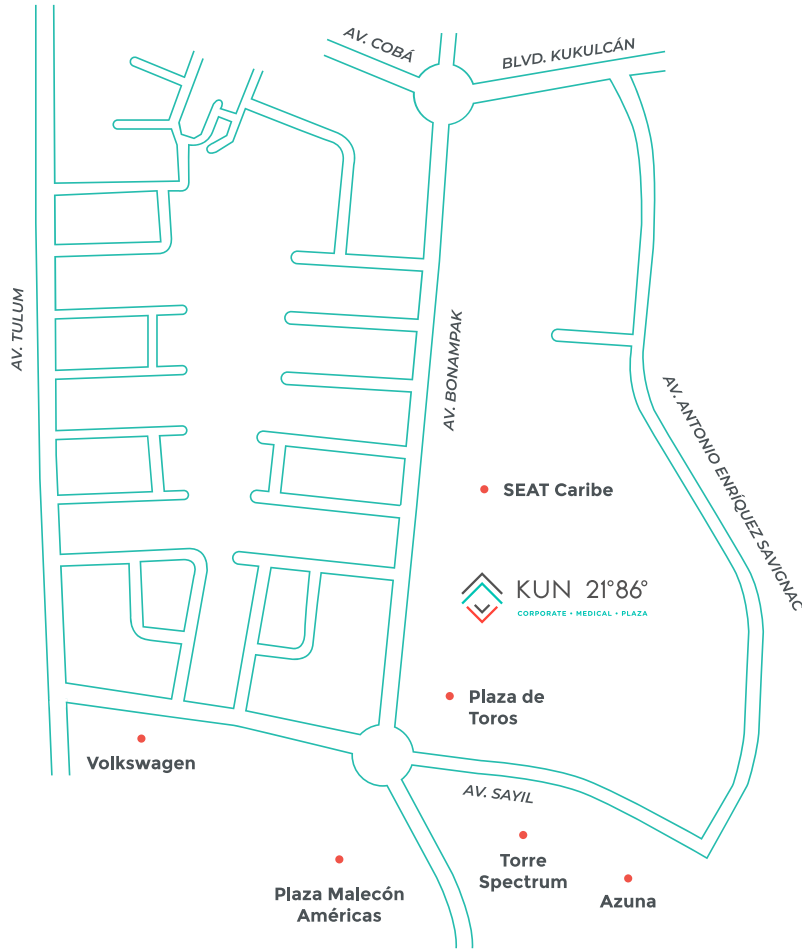 AV. COBÁ
BLVD. KUKULCÁN
AV. TULUM
AV. BONAMPAK
AV. ANTONIO ENRÍQUEZ SAVIGNAC
SEAT Caribe
KUN 21°86°
CORPORATE • MEDICAL • PLAZA
Plaza de
Toros
Volkswagen
AV. SAYIL
Torre
Spectrum
Azuna
Plaza Malecón
Américas